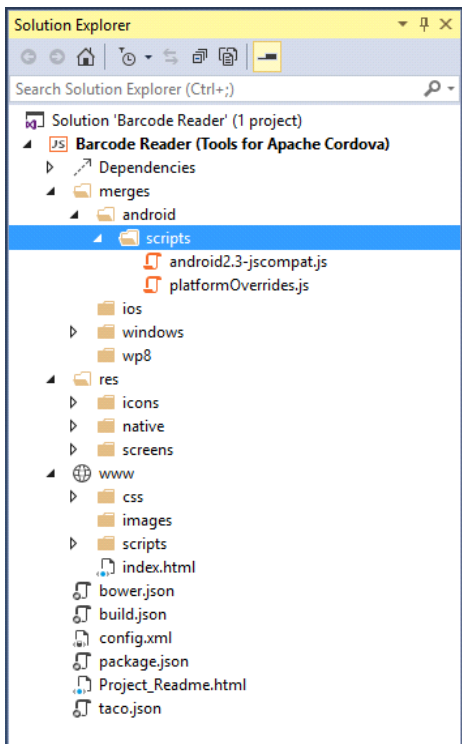 Solution Explorer
Search Solution Explorer (Ctrl+;)
Solution 'Barcode Reader' (1 project)
JS Barcode Reader (Tools for Apache Cordova)
Dependencies
merges
android
scripts
android2.3-jscompat.js
platformOverrides.js
ios
windows
wp8
res
icons
native
screens
www
css
images
scripts
index.html
bower.json
build.json
config.xml
package.json
Project_Readme.html
taco.json